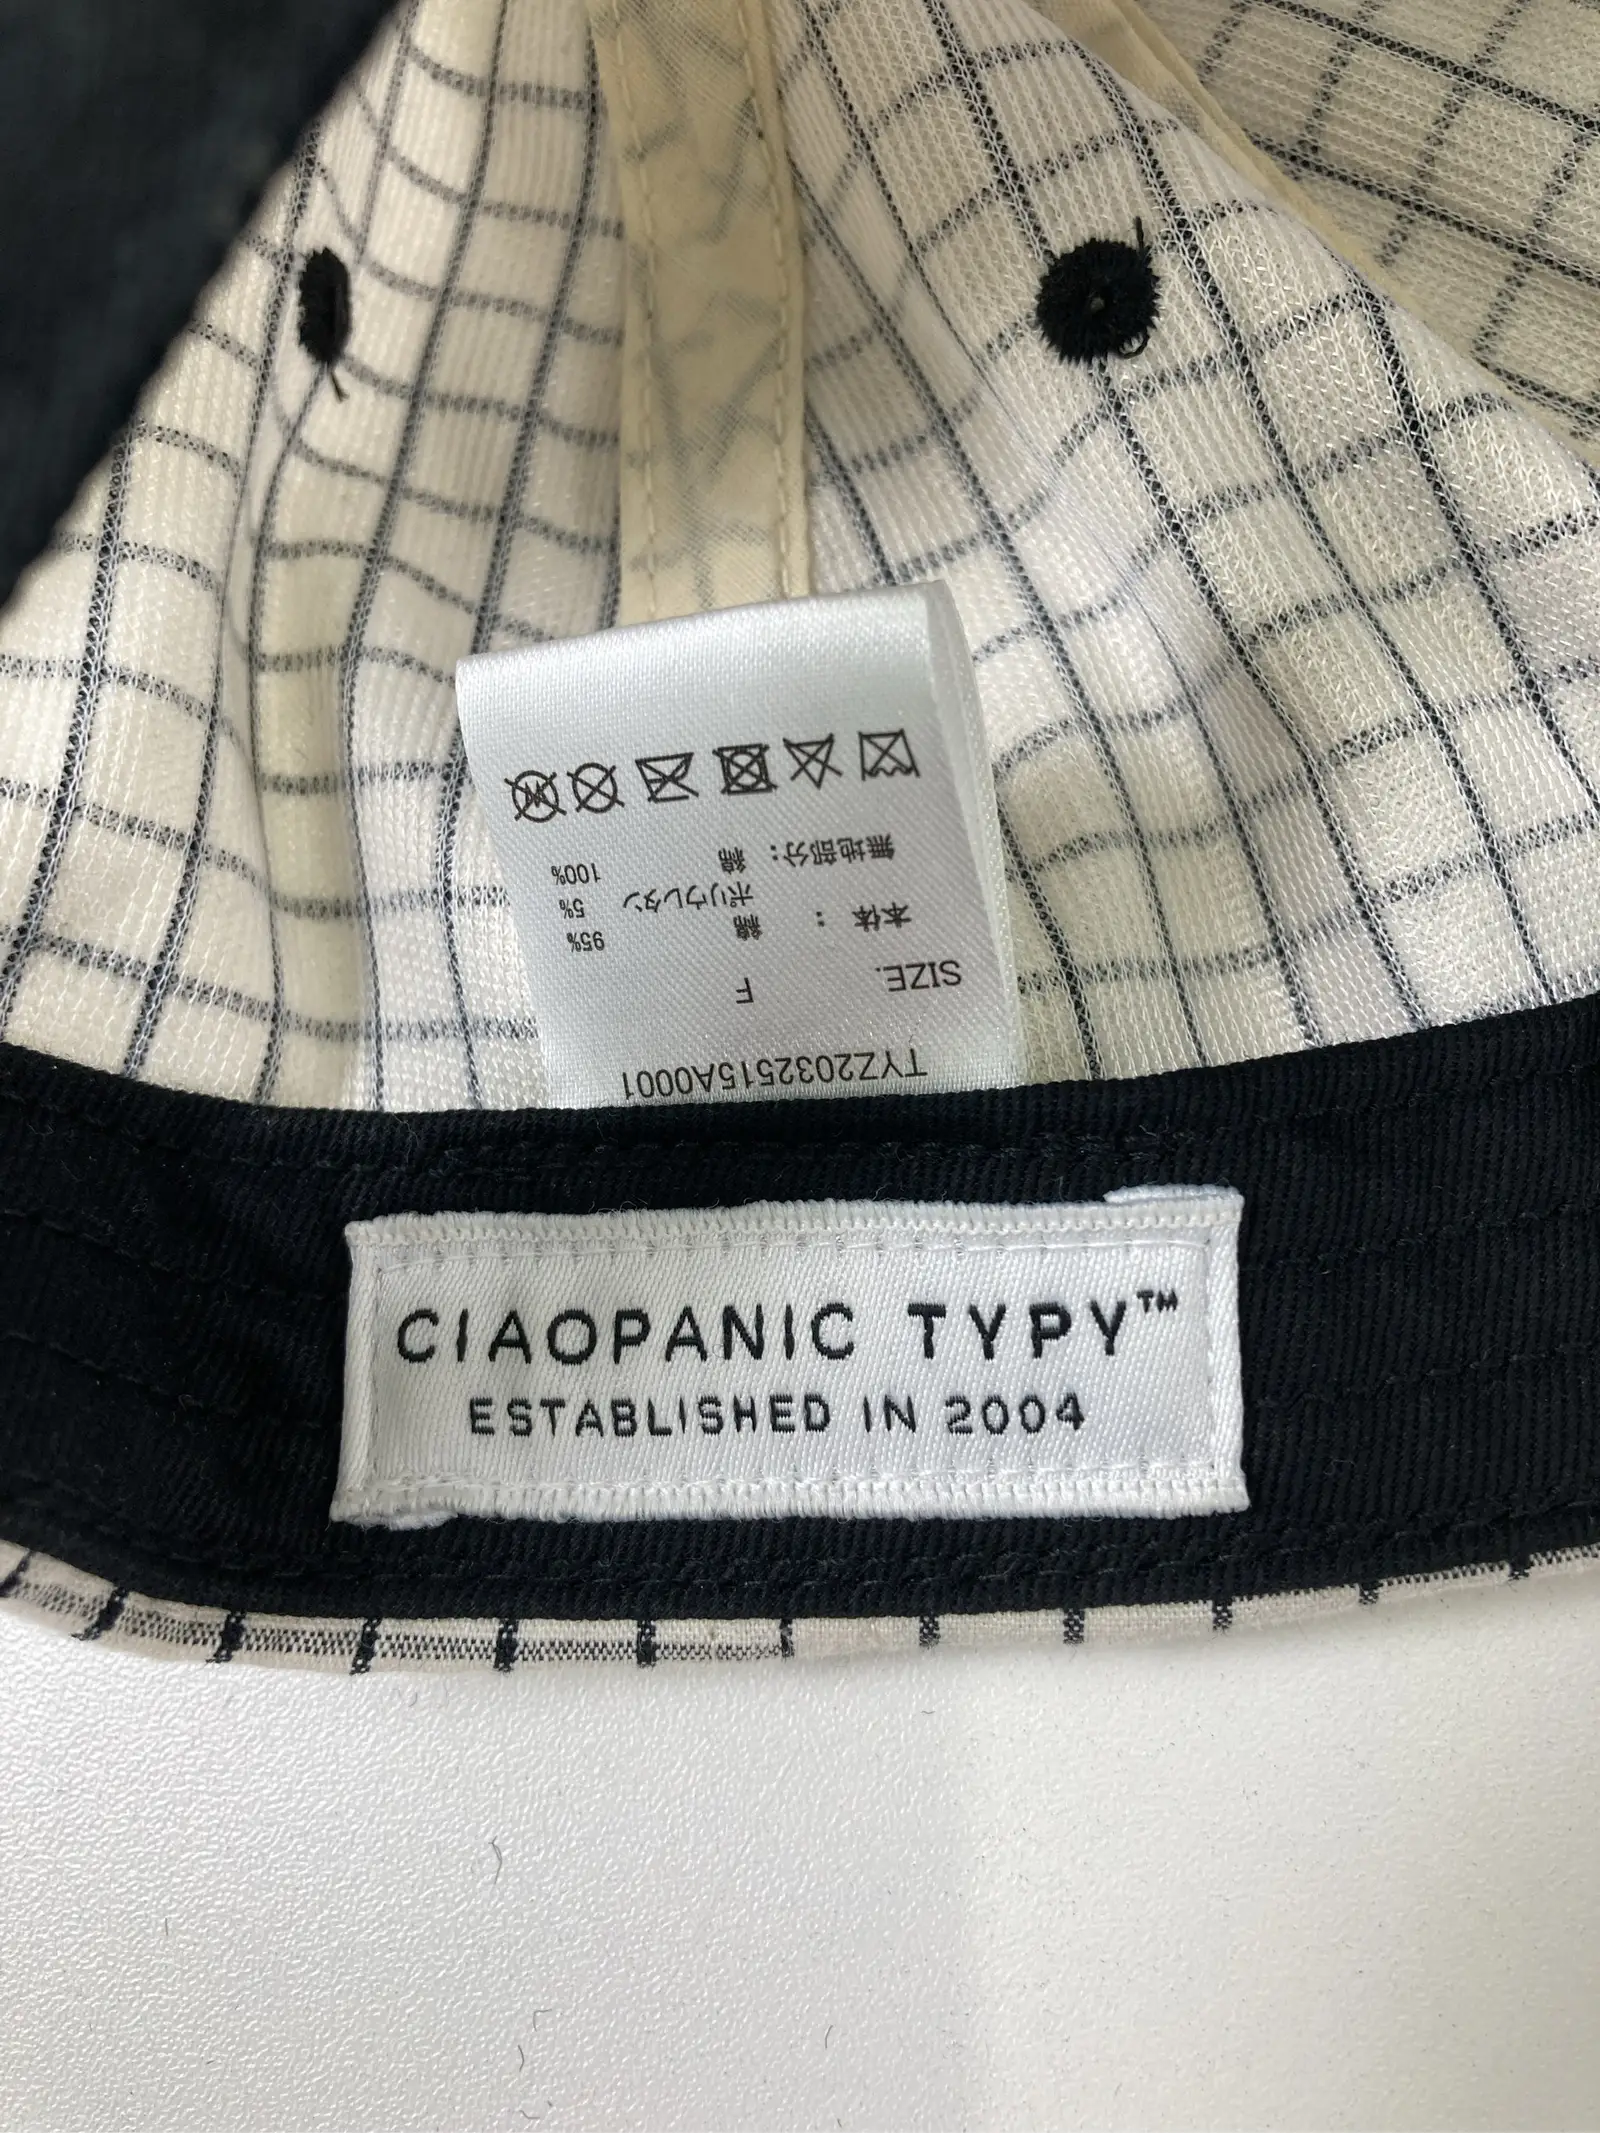 TYZ2032515A0001
SIZE. F
本体 : 綿 95%
ポリウレタン 5%
無地部分: 綿 100%
CIAOPANIC TYPY™
ESTABLISHED IN 2004